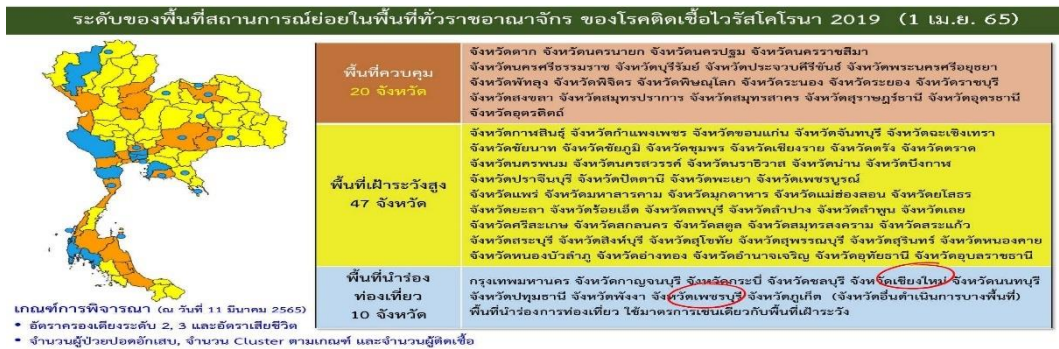 ระดับของพื้นที่สถานการณ์ย่อยในพื้นที่ทั่วราชอาณาจักร ของโรคติดเชื้อไวรัสโคโรนา 2019 (1 เม.ย. 65)
พื้นที่ควบคุม
20 จังหวัด
จังหวัดตาก จังหวัดนครนายก จังหวัดนครปฐม จังหวัดนครราชสีมา
จังหวัดนครศรีธรรมราช จังหวัดบุรีรัมย์ จังหวัดประจวบคีรีขันธ์ จังหวัดพระนครศรีอยุธยา
จังหวัดพัทลุง จังหวัดพิจิตร จังหวัดพิษณุโลก จังหวัดระนอง จังหวัดระยอง จังหวัดราชบุรี
จังหวัดสงขลา จังหวัดสมุทรปราการ จังหวัดสมุทรสาคร จังหวัดสุราษฎร์ธานี จังหวัดอุดรธานี
จังหวัดอุตรดิตถ์
พื้นที่เฝ้าระวังสูง
47 จังหวัด
จังหวัดกาฬสินธุ์ จังหวัดกำแพงเพชร จังหวัดขอนแก่น จังหวัดจันทบุรี จังหวัดฉะเชิงเทรา
จังหวัดชัยนาท จังหวัดชัยภูมิ จังหวัดชุมพร จังหวัดเชียงราย จังหวัดตรัง จังหวัดตราด
จังหวัดนครพนม จังหวัดนครสวรรค์ จังหวัดนราธิวาส จังหวัดน่าน จังหวัดบึงกาฬ
จังหวัดปราจีนบุรี จังหวัดปัตตานี จังหวัดพะเยา จังหวัดเพชรบูรณ์
จังหวัดแพร่ จังหวัดมหาสารคาม จังหวัดมุกดาหาร จังหวัดแม่ฮ่องสอน จังหวัดยโสธร
จังหวัดยะลา จังหวัดร้อยเอ็ด จังหวัดลพบุรี จังหวัดลำปาง จังหวัดลำพูน จังหวัดเลย
จังหวัดศรีสะเกษ จังหวัดสกลนคร จังหวัดสตูล จังหวัดสมุทรสงคราม จังหวัดสระแก้ว
จังหวัดสระบุรี จังหวัดสิงห์บุรี จังหวัดสุโขทัย จังหวัดสุพรรณบุรี จังหวัดสุรินทร์ จังหวัดหนองคาย
จังหวัดหนองบัวลำภู จังหวัดอ่างทอง จังหวัดอำนาจเจริญ จังหวัดอุทัยธานี จังหวัดอุบลราชธานี
พื้นที่นำร่อง
ท่องเที่ยว
10 จังหวัด
กรุงเทพมหานคร จังหวัดกาญจนบุรี จังหวัดกระบี่ จังหวัดชลบุรี จังหวัดเชียงใหม่ จังหวัดนนทบุรี
จังหวัดปทุมธานี จังหวัดพังงา จังหวัดเพชรบุรี จังหวัดภูเก็ต (จังหวัดอื่นดำเนินการบางพื้นที่)
พื้นที่นำร่องการท่องเที่ยว ใช้มาตรการเช่นเดียวกับพื้นที่เฝ้าระวัง
เกณฑ์การพิจารณา (ณ วันที่ 11 มีนาคม 2565)
• อัตราครองเตียงระดับ 2, 3 และอัตราเสียชีวิต
• จำนวนผู้ป่วยปอดอักเสบ, จำนวน Cluster ตามเกณฑ์ และจำนวนผู้ติดเชื้อ